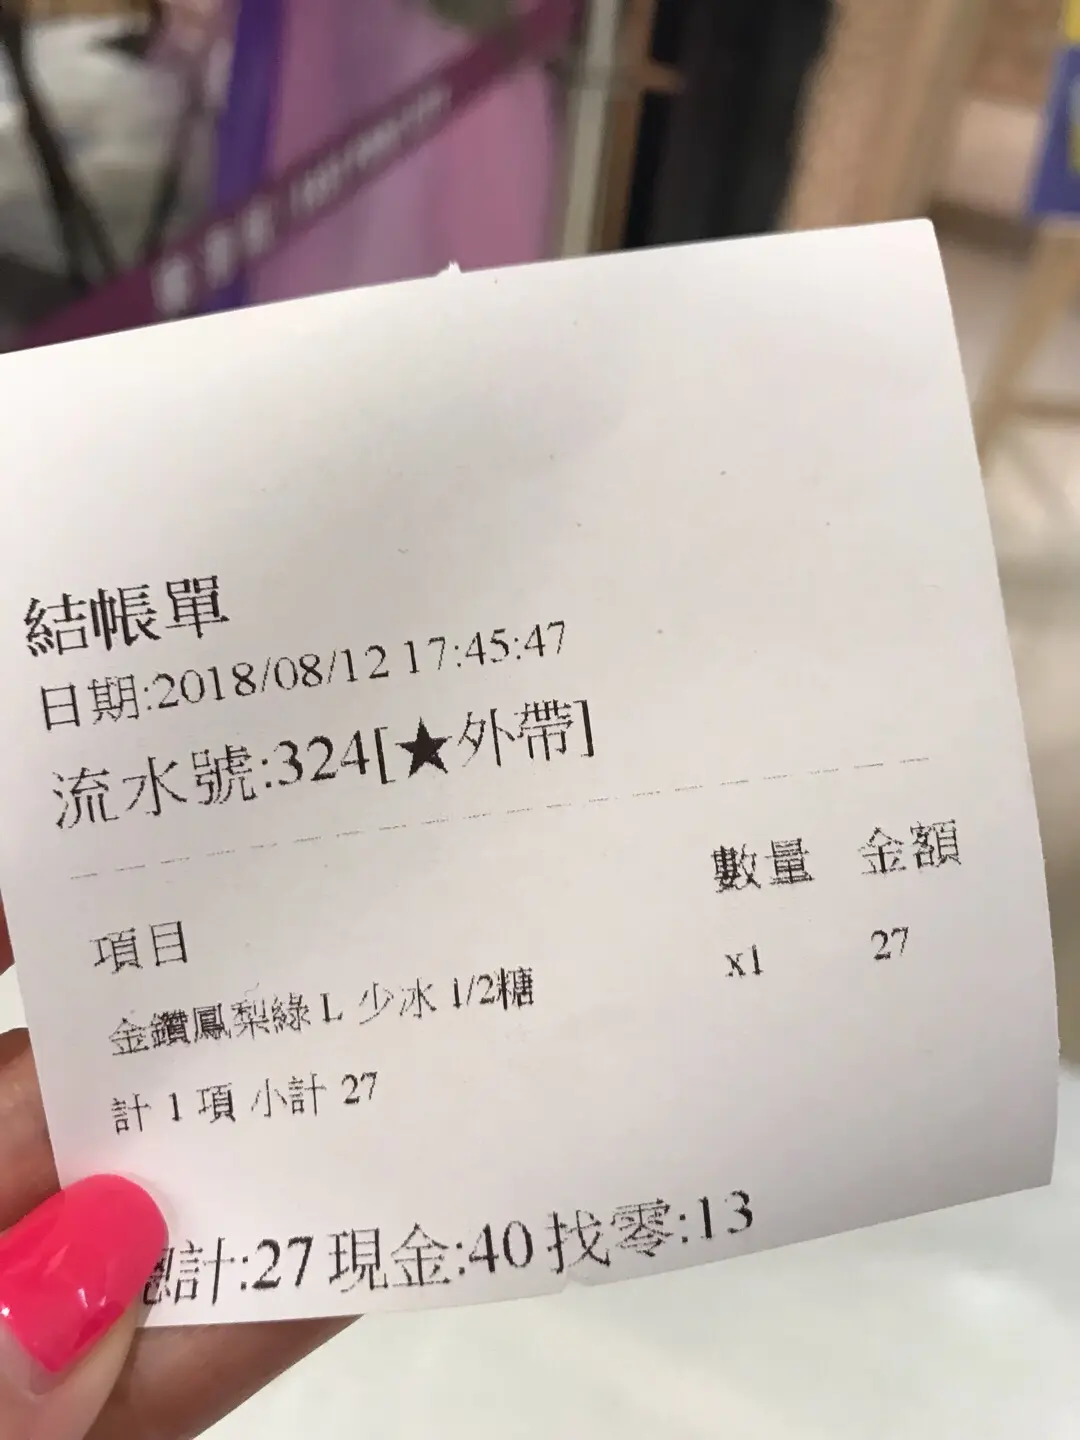 結帳單
日期:2018/08/12 17:45:47
流水號:324[★外帶]
項目 數量 金額
金鑽鳳梨綠 L 少冰 1/2糖 x1 27
計 1 項 小計 27
總計:27 現金:40 找零:13